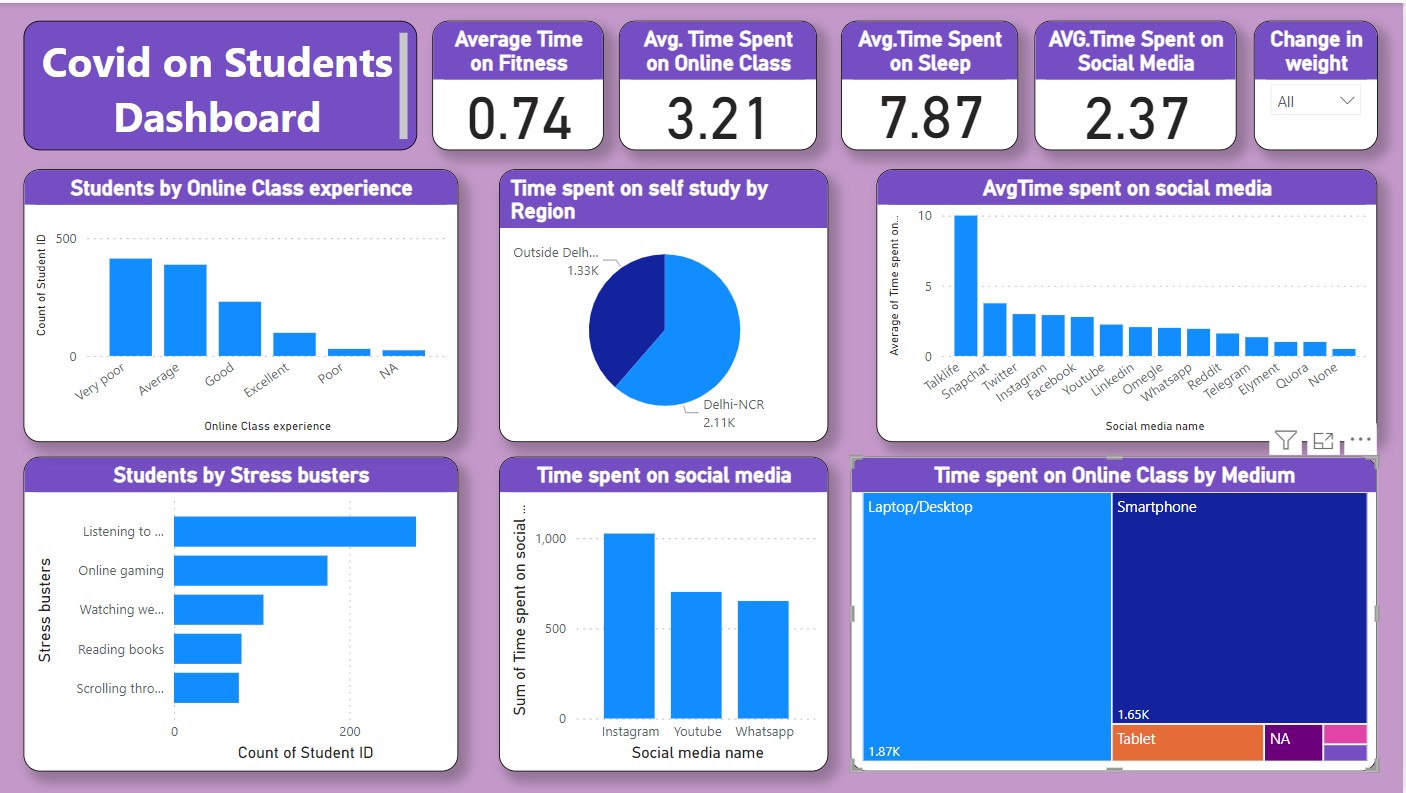 Covid on Students
Dashboard
Average Time
on Fitness
0.74
Avg. Time Spent
on Online Class
3.21
Avg.Time Spent
on Sleep
7.87
AVG.Time Spent on
Social Media
2.37
Change in
weight
All
Students by Online Class experience
Count of Student ID
500
0
Very poor
Average
Good
Excellent
Poor
NA
Online Class experience
Time spent on self study by
Region
Outside Delh...
1.33K
Delhi-NCR
2.11K
AvgTime spent on social media
Average of Time spent on...
10
5
0
Talklife
Snapchat
Twitter
Instagram
Facebook
Youtube
Linkedin
Omegle
Whatsapp
Reddit
Telegram
Elyment
Quora
None
Social media name
Students by Stress busters
Stress busters
Listening to ...
Online gaming
Watching we...
Reading books
Scrolling thro...
0
200
Count of Student ID
Time spent on social media
Sum of Time spent on social ...
1,000
500
0
Instagram
Youtube
Whatsapp
Social media name
Time spent on Online Class by Medium
Laptop/Desktop
1.87K
Smartphone
1.65K
Tablet
NA